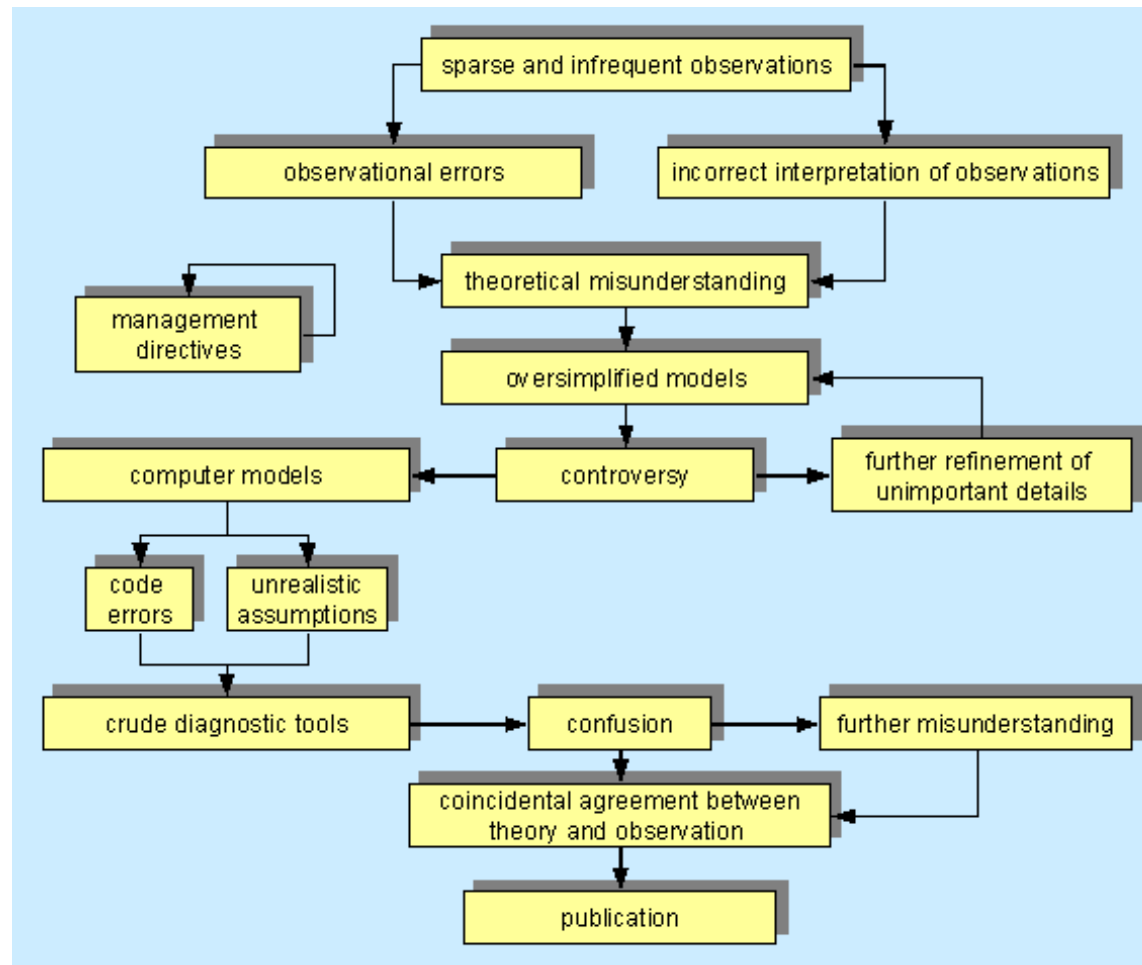 sparse and infrequent observations
observational errors
incorrect interpretation of observations
theoretical misunderstanding
management
directives
oversimplified models
computer models
controversy
further refinement of
unimportant details
code
errors
unrealistic
assumptions
crude diagnostic tools
confusion
further misunderstanding
coincidental agreement between
theory and observation
publication